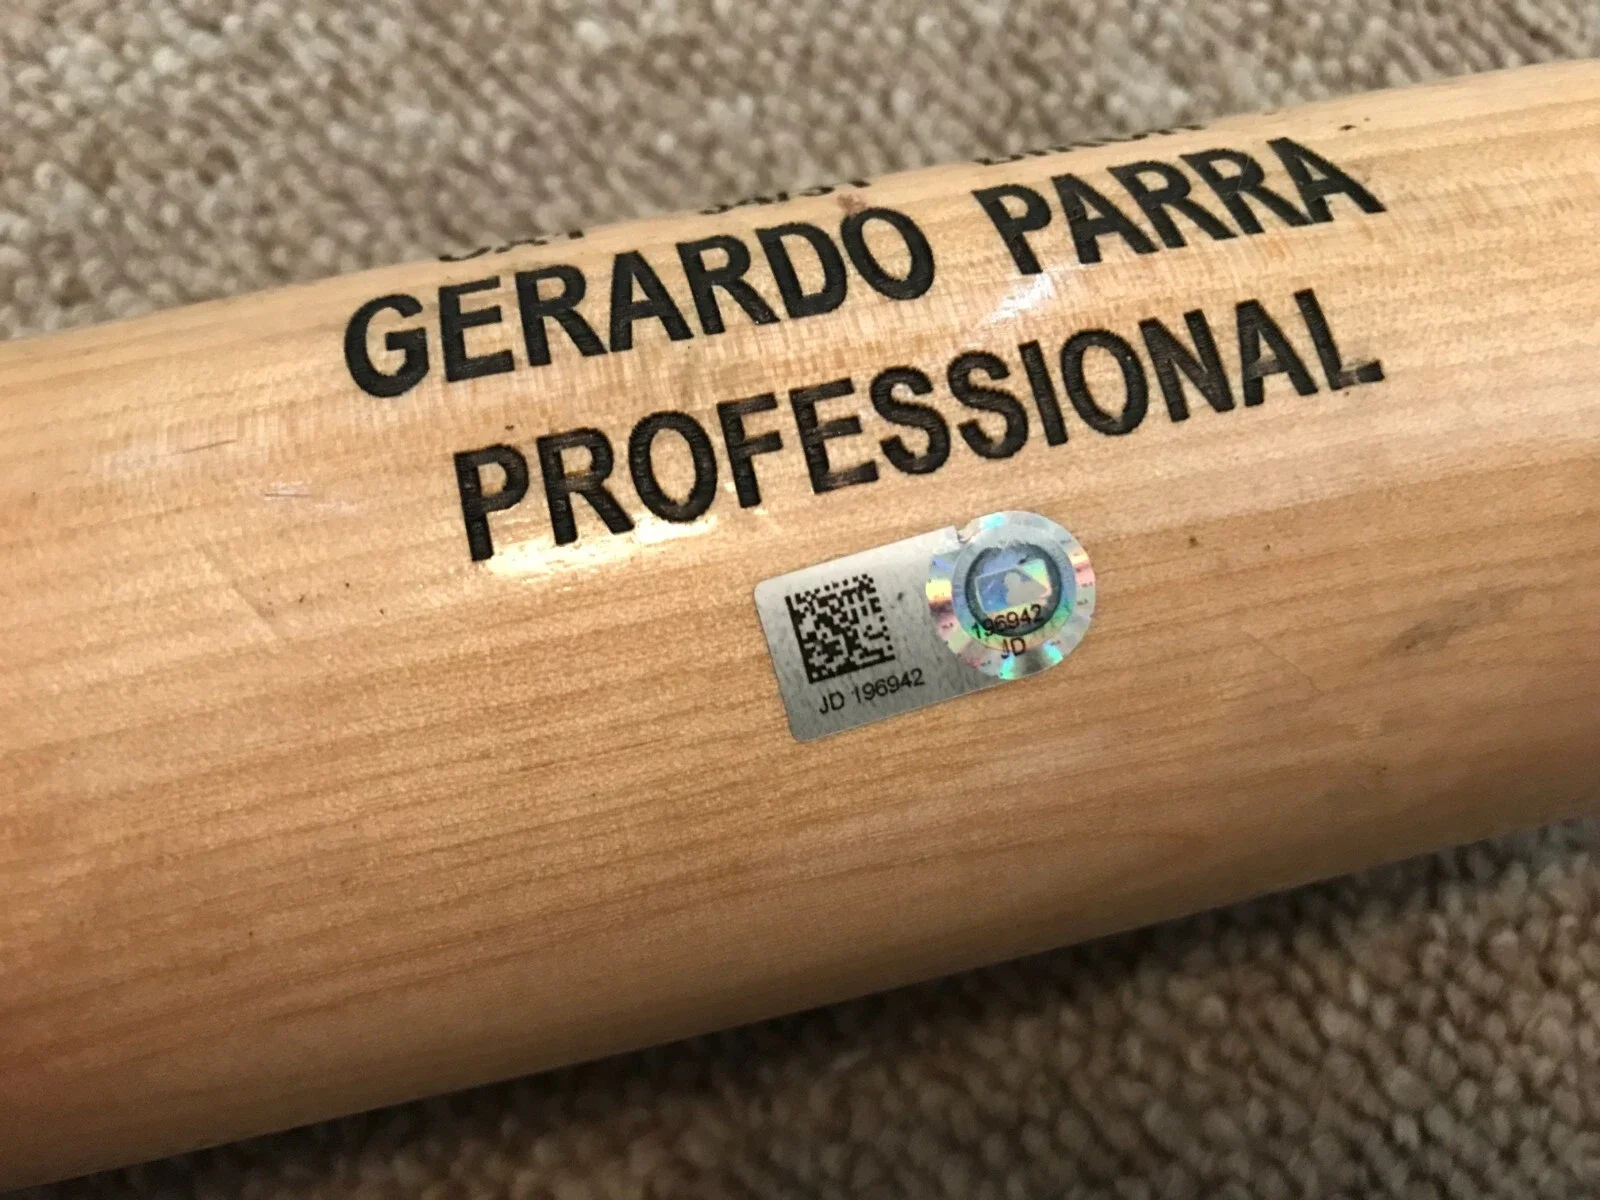 GERARDO PARRA
PROFESSIONAL
196942
JD
JD 196942